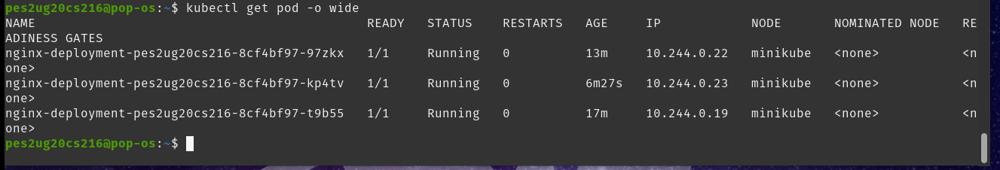 pes2ug20cs216@pop-os:~$ kubectl get pod -o wide
NAME                                            READY   STATUS    RESTARTS   AGE     IP            NODE       NOMINATED NODE   RE
ADINESS GATES
nginx-deployment-pes2ug20cs216-8cf4bf97-97zkx   1/1     Running   0          13m     10.244.0.22   minikube   <none>           <n
one>
nginx-deployment-pes2ug20cs216-8cf4bf97-kp4tv   1/1     Running   0          6m27s   10.244.0.23   minikube   <none>           <n
one>
nginx-deployment-pes2ug20cs216-8cf4bf97-t9b55   1/1     Running   0          17m     10.244.0.19   minikube   <none>           <n
one>
pes2ug20cs216@pop-os:~$